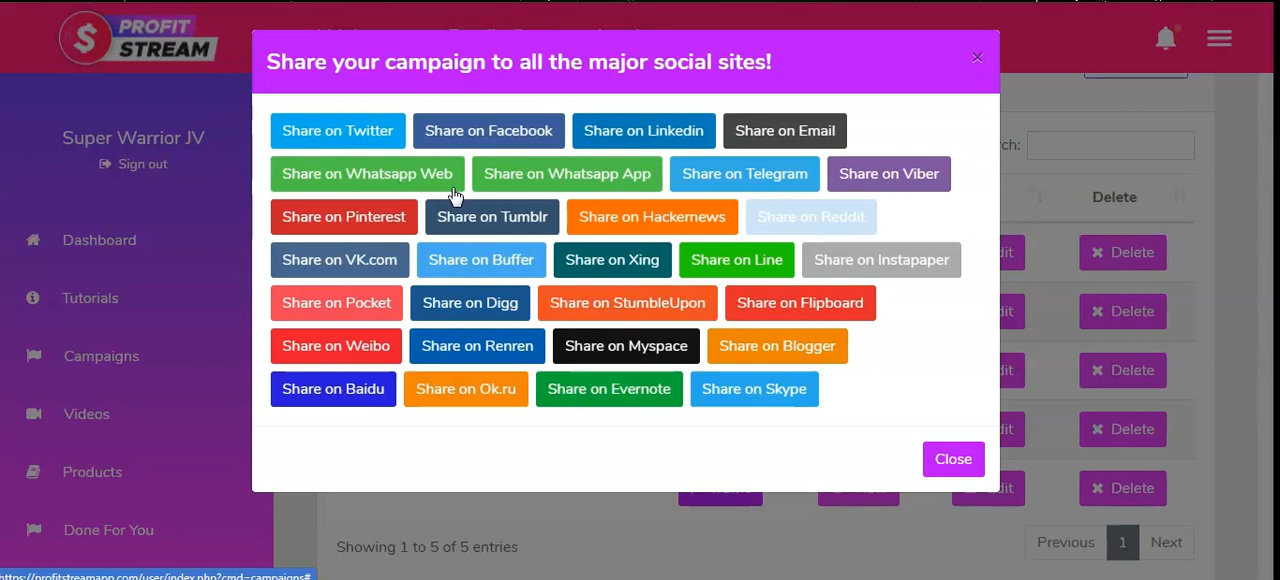 PROFIT
STREAM
Share your campaign to all the major social sites!
×
Super Warrior JV
Sign out
Dashboard
Tutorials
Campaigns
Videos
Products
Done For You
Share on Twitter Share on Facebook Share on Linkedin Share on Email
Share on Whatsapp Web Share on Whatsapp App Share on Telegram Share on Viber
Share on Pinterest Share on Tumblr Share on Hackernews Share on Reddit
Share on VK.com Share on Buffer Share on Xing Share on Line Share on Instapaper
Share on Pocket Share on Digg Share on StumbleUpon Share on Flipboard
Share on Weibo Share on Renren Share on Myspace Share on Blogger
Share on Baidu Share on Ok.ru Share on Evernote Share on Skype
Close
ch:
Delete
dit Delete
dit Delete
dit Delete
dit Delete
dit Delete
Showing 1 to 5 of 5 entries
Previous 1 Next
https://profitstreamapp.com/user/index.php?cmd=campaigns#